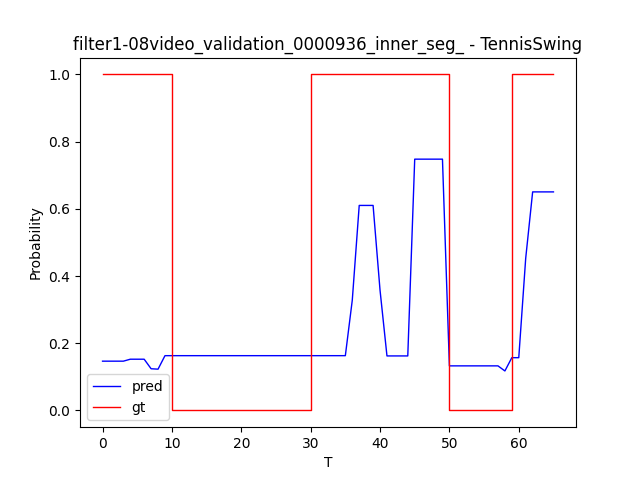 filter1-08video_validation_0000936_inner_seg_ - TennisSwing
1.0
0.8
0.6
0.4
0.2
0.0
Probability
pred
gt
0 10 20 30 40 50 60
T